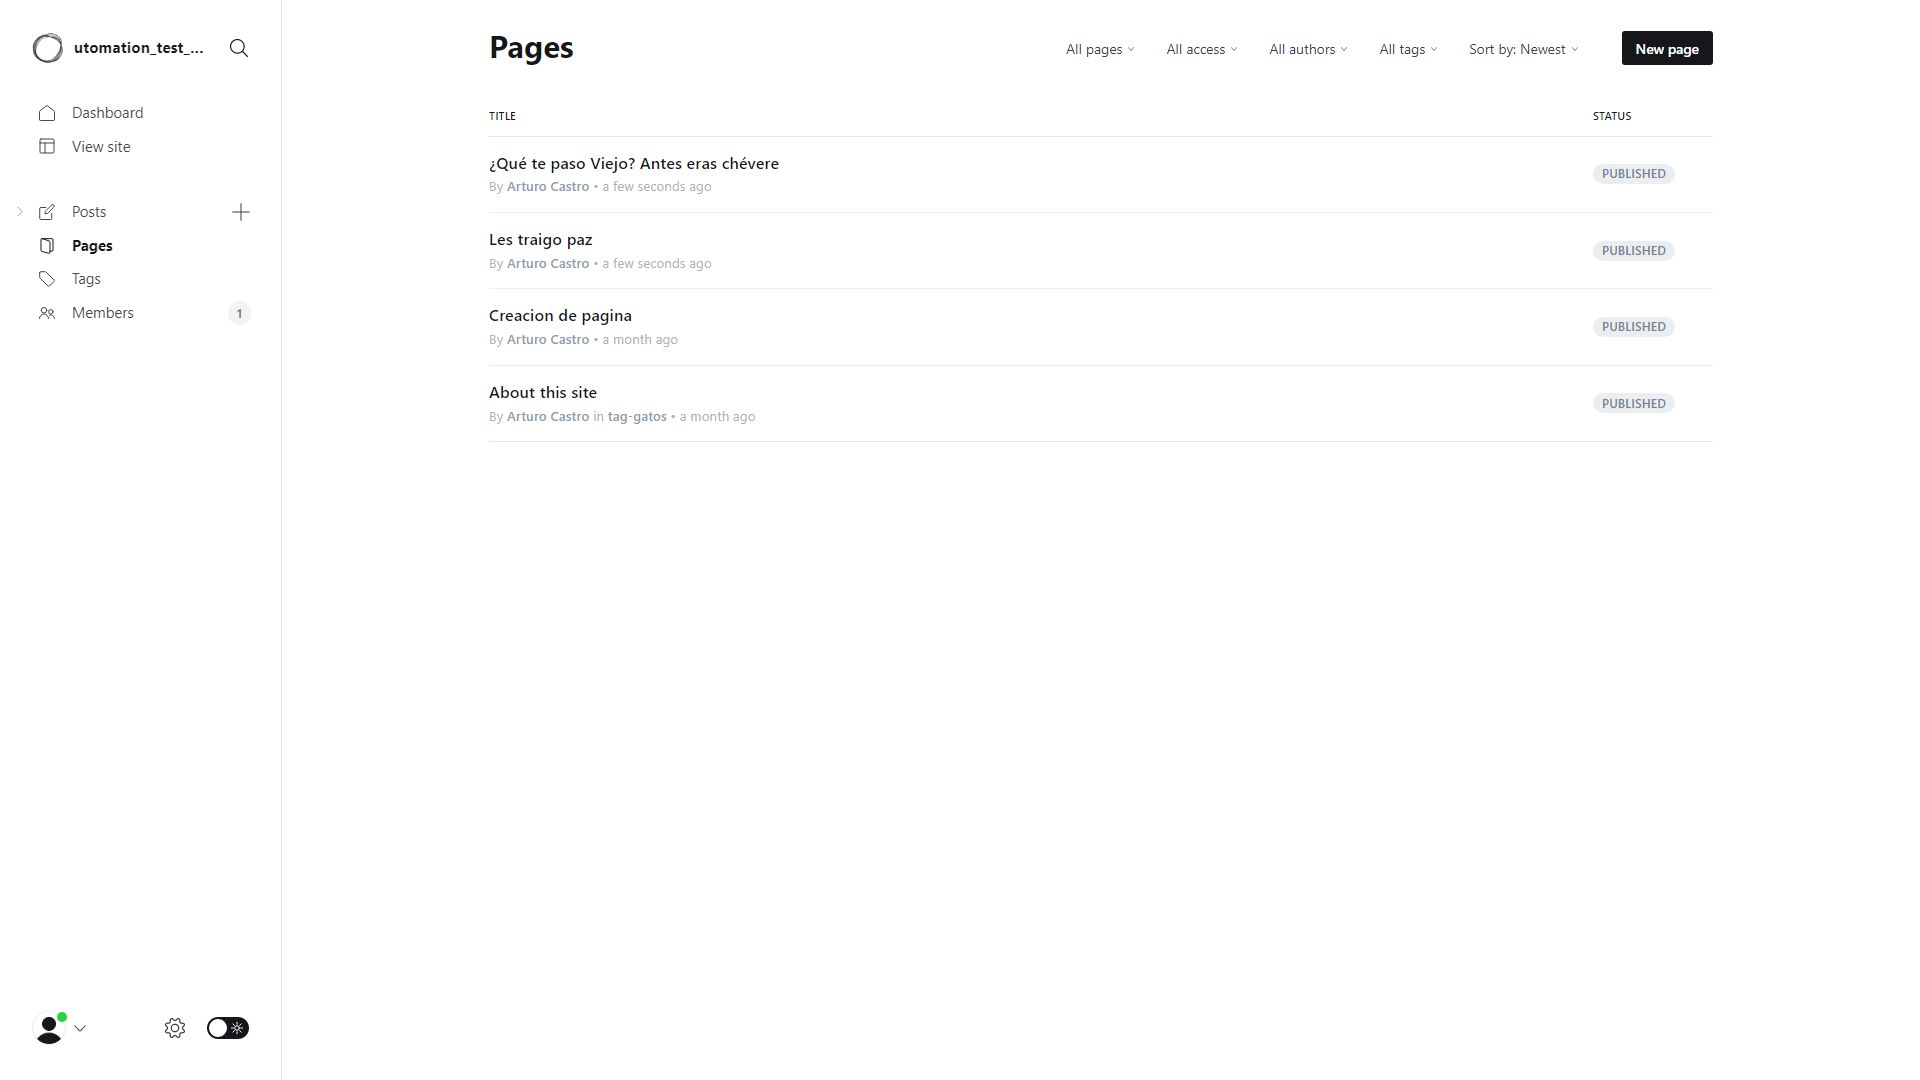 utomation_test_...
Dashboard
View site
Posts
Pages
Tags
Members
1
Pages
All pages
All access
All authors
All tags
Sort by: Newest
New page
TITLE
STATUS
¿Qué te paso Viejo? Antes eras chévere
By Arturo Castro • a few seconds ago
PUBLISHED
Les traigo paz
By Arturo Castro • a few seconds ago
PUBLISHED
Creacion de pagina
By Arturo Castro • a month ago
PUBLISHED
About this site
By Arturo Castro in tag-gatos • a month ago
PUBLISHED